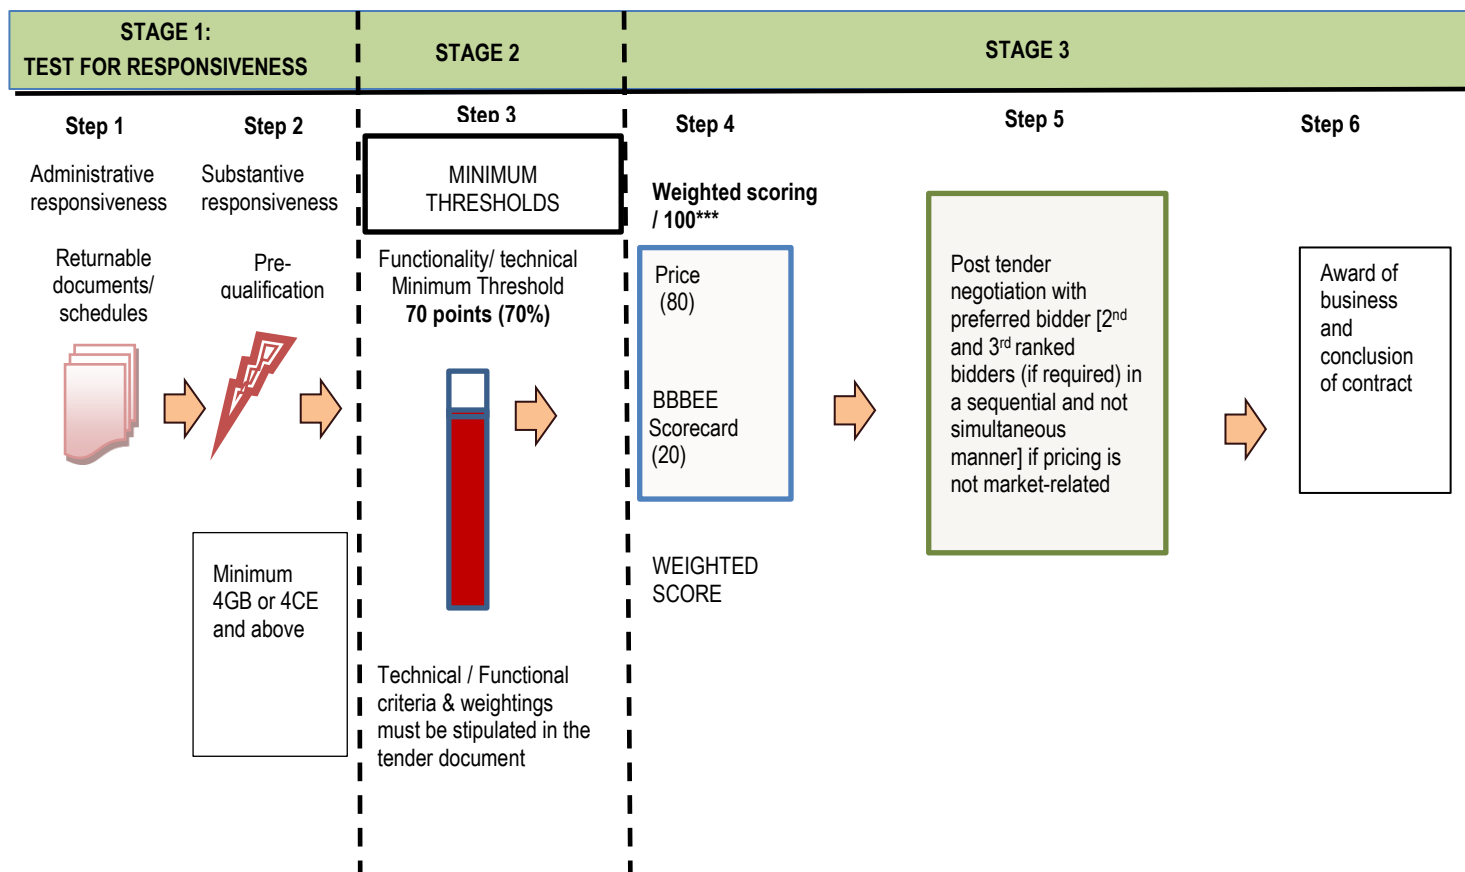 STAGE 1:
TEST FOR RESPONSIVENESS
STAGE 2
STAGE 3
Step 1
Administrative
responsiveness
Returnable
documents/
schedules
Step 2
Substantive
responsiveness
Pre-
qualification
Minimum
4GB or 4CE
and above
Step 3
MINIMUM
THRESHOLDS
Functionality/ technical
Minimum Threshold
70 points (70%)
Technical / Functional
criteria & weightings
must be stipulated in the
tender document
Step 4
Weighted scoring
/ 100***
Price
(80)
BBBEE
Scorecard
(20)
WEIGHTED
SCORE
Step 5
Post tender
negotiation with
preferred bidder [2nd
and 3rd ranked
bidders (if required) in
a sequential and not
simultaneous
manner] if pricing is
not market-related
Step 6
Award of
business
and
conclusion
of contract